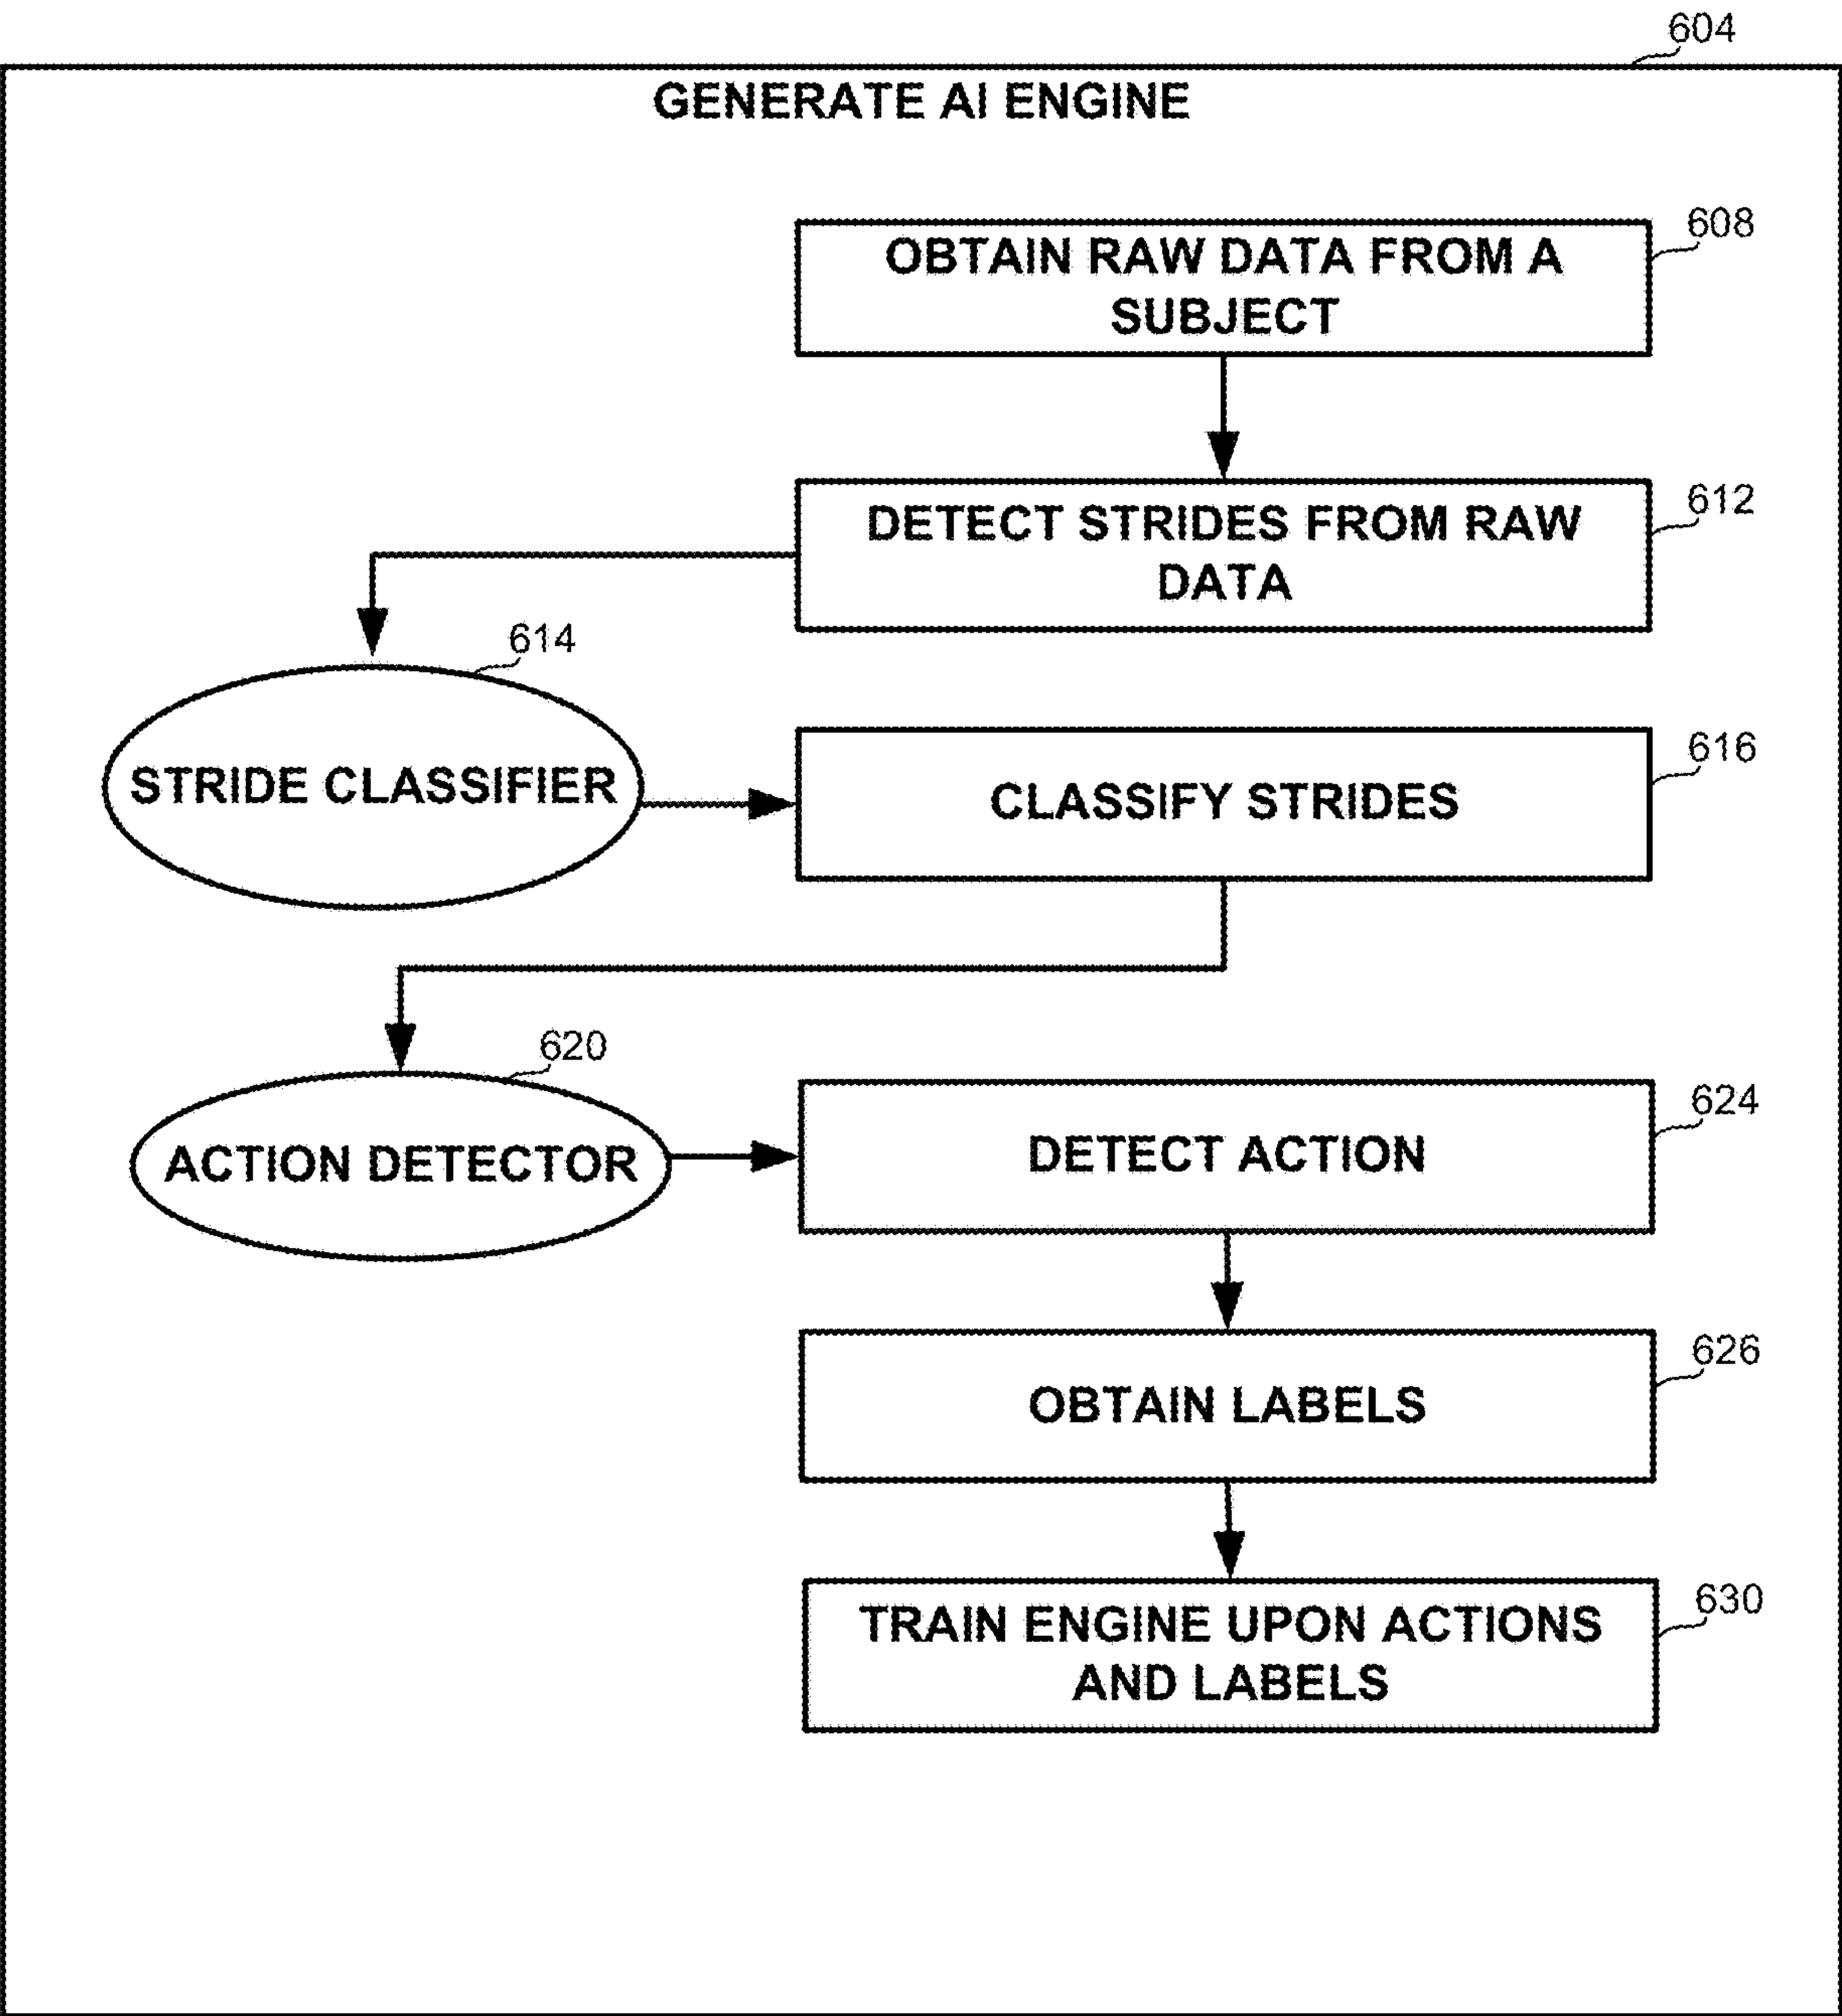 604
GENERATE AI ENGINE
608
OBTAIN RAW DATA FROM A
SUBJECT
612
DETECT STRIDES FROM RAW
DATA
614
STRIDE CLASSIFIER
616
CLASSIFY STRIDES
620
ACTION DETECTOR
624
DETECT ACTION
626
OBTAIN LABELS
630
TRAIN ENGINE UPON ACTIONS
AND LABELS